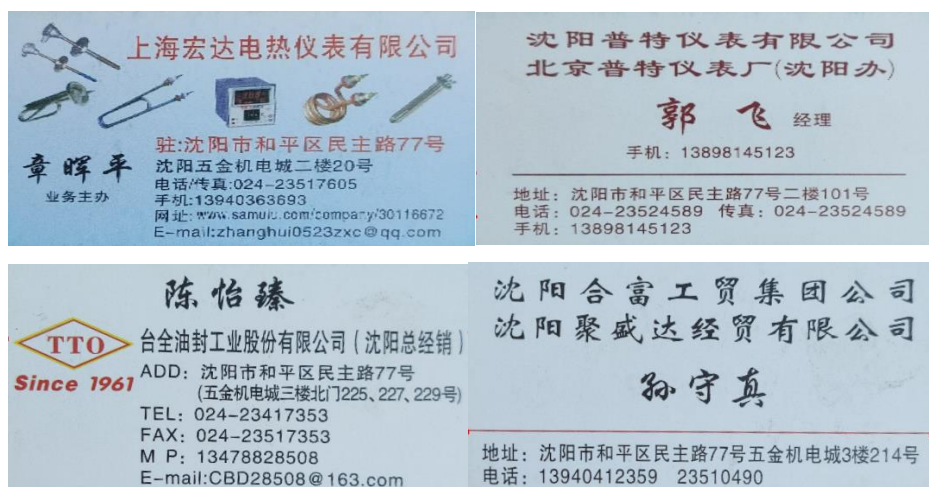 上海宏达电热仪表有限公司
驻:沈阳市和平区民主路77号
章晖平
业务主办
沈阳五金机电城二楼20号
电话/传真:024-23517605
手机:13940363693
网址:www.samuiu.com/company/30116672
E-mail:zhanghui0523zxc@qq.com
沈阳普特仪表有限公司
北京普特仪表厂(沈阳办)
郭飞 经理
手机：13898145123
地址：沈阳市和平区民主路77号二楼101号
电话：024-23524589 传真：024-23524589
手机：13898145123
陈怡臻
TTO
Since 1961
台全油封工业股份有限公司(沈阳总经销)
ADD：沈阳市和平区民主路77号
(五金机电城三楼北门225、227、229号)
TEL：024-23417353
FAX：024-23517353
M P：13478828508
E-mail:CBD28508@163.com
沈阳合富工贸集团公司
沈阳聚盛达经贸有限公司
孙守真
地址：沈阳市和平区民主路77号五金机电城3楼214号
电话：13940412359 23510490